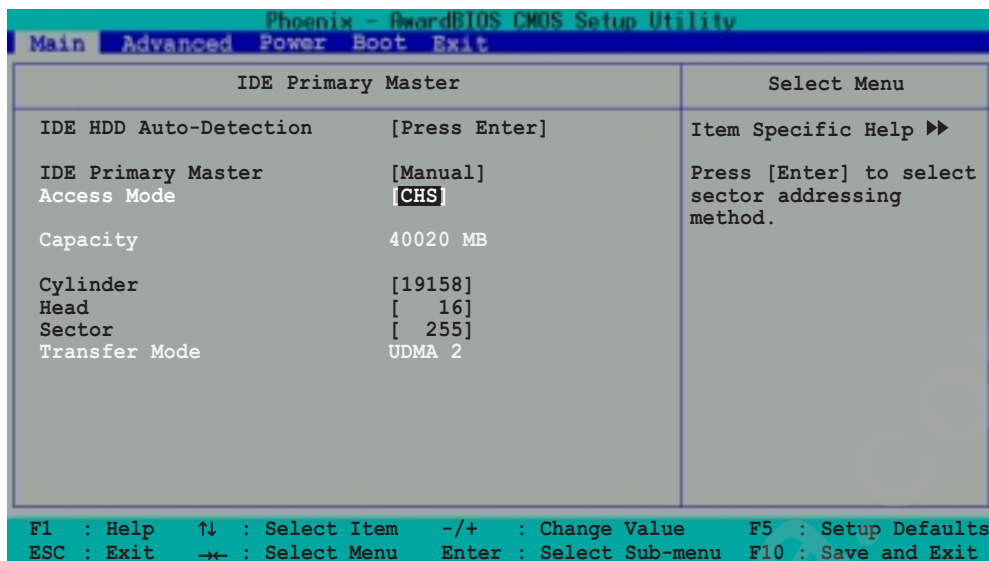 Phoenix - AwardBIOS CMOS Setup Utility
Main Advanced Power Boot Exit
IDE Primary Master
Select Menu
IDE HDD Auto-Detection [Press Enter]
Item Specific Help ▶▶
IDE Primary Master [Manual]
Press [Enter] to select
Access Mode [CHS]
sector addressing
method.
Capacity 40020 MB
Cylinder [19158]
Head [ 16]
Sector [ 255]
Transfer Mode UDMA 2
F1 : Help ↑↓ : Select Item -/+ : Change Value F5 : Setup Defaults
ESC : Exit →← : Select Menu Enter : Select Sub-menu F10 : Save and Exit